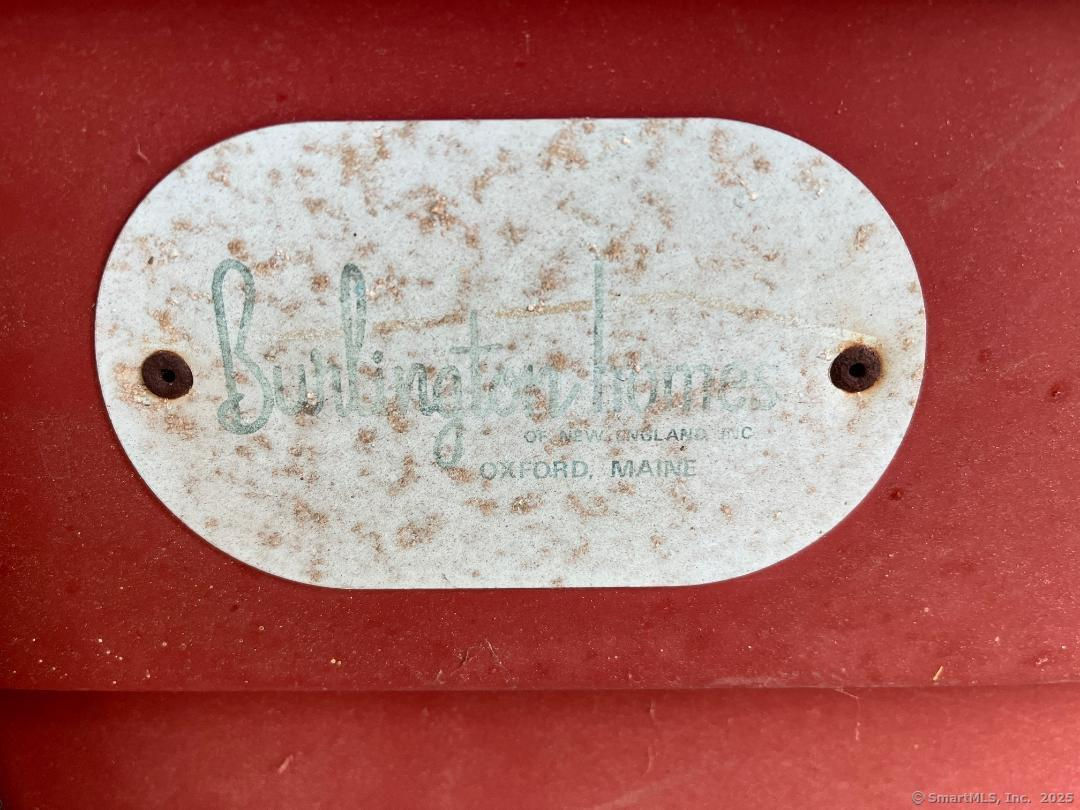 Burlington homes
OF NEW ENGLAND INC
OXFORD, MAINE
© SmartMLS, Inc. 2025